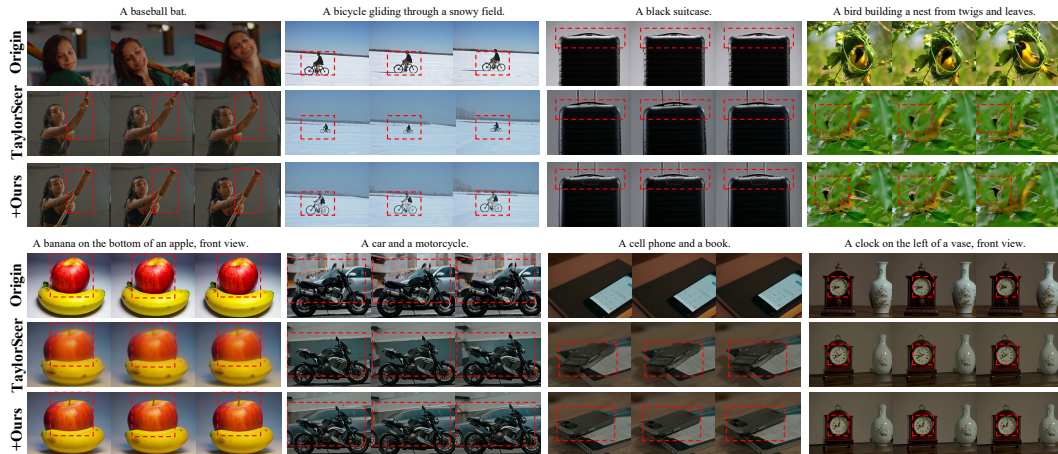 A baseball bat.
A bicycle gliding through a snowy field.
A black suitcase.
A bird building a nest from twigs and leaves.
Origin
TaylorSeer
+Ours
A banana on the bottom of an apple, front view.
A car and a motorcycle.
A cell phone and a book.
A clock on the left of a vase, front view.
Origin
TaylorSeer
+Ours